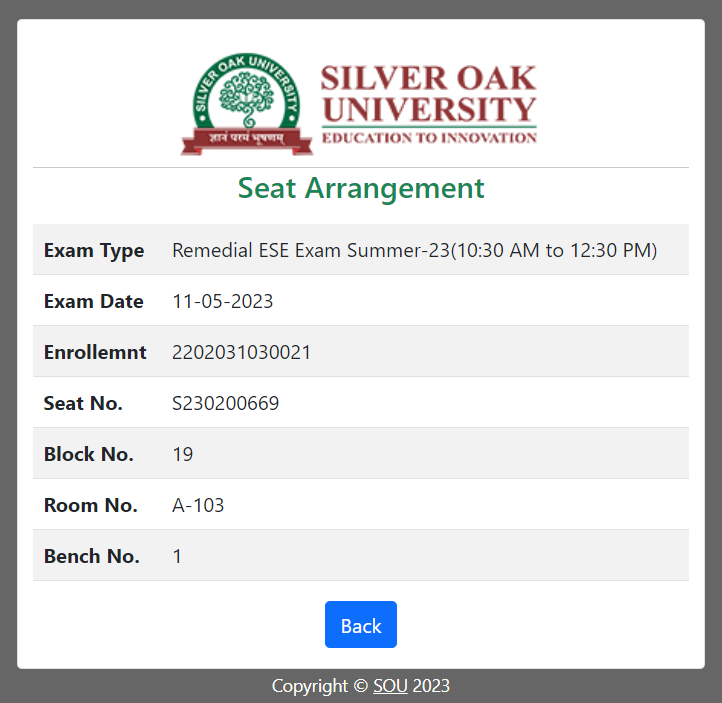 SILVER OAK UNIVERSITY
ज्ञानं परमं भूषणम्
SILVER OAK
UNIVERSITY
EDUCATION TO INNOVATION
Seat Arrangement
Exam Type Remedial ESE Exam Summer-23(10:30 AM to 12:30 PM)
Exam Date 11-05-2023
Enrollemnt 2202031030021
Seat No. S230200669
Block No. 19
Room No. A-103
Bench No. 1
Back
Copyright © SOU 2023